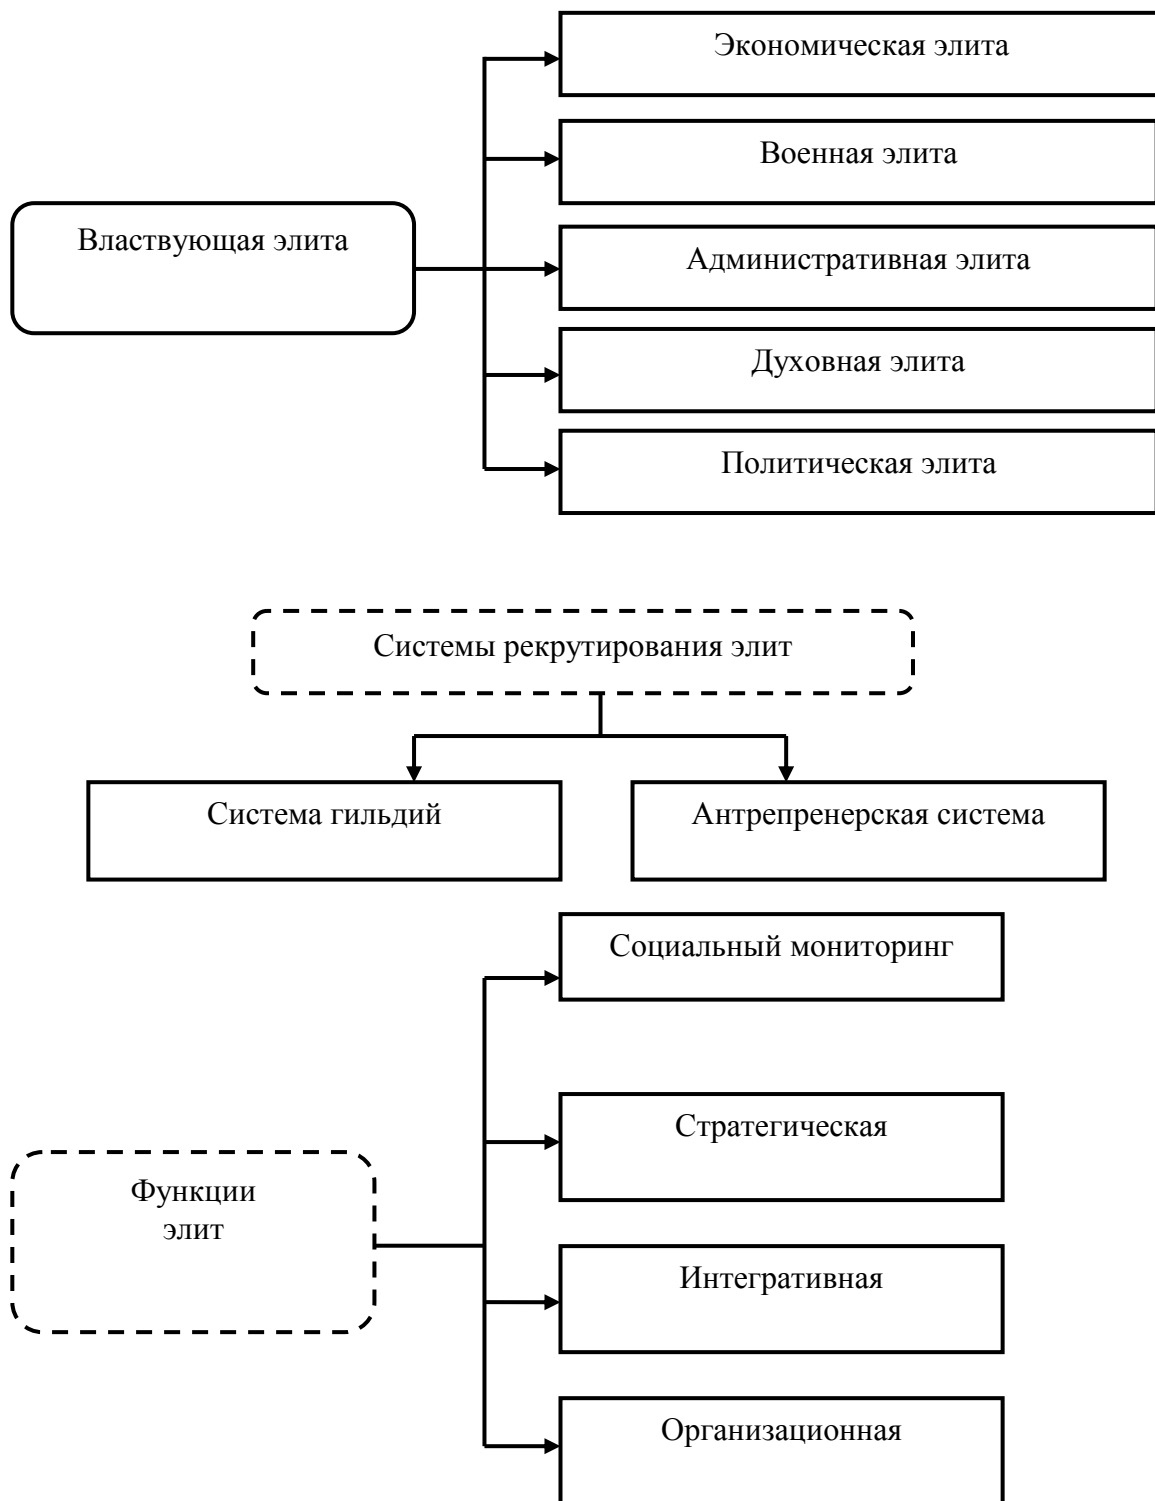 Экономическая элита
Военная элита
Властвующая элита
Административная элита
Духовная элита
Политическая элита
Системы рекрутирования элит
Система гильдий
Антрепренерская система
Социальный мониторинг
Стратегическая
Функции
элит
Интегративная
Организационная